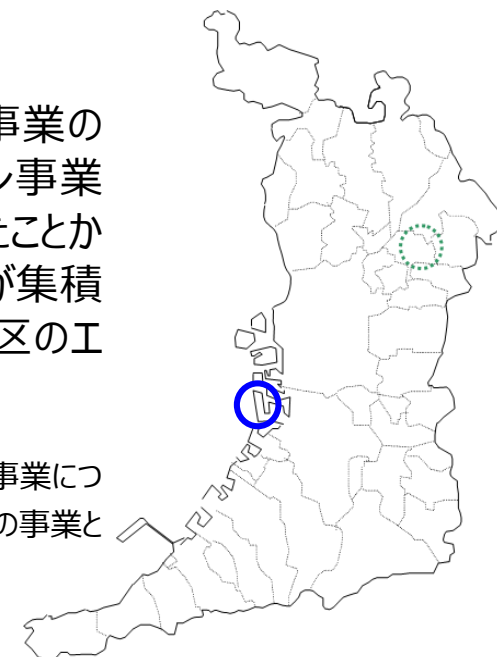 事業の
ン事業
たことか
が集積
区のエ
事業につ
の事業と